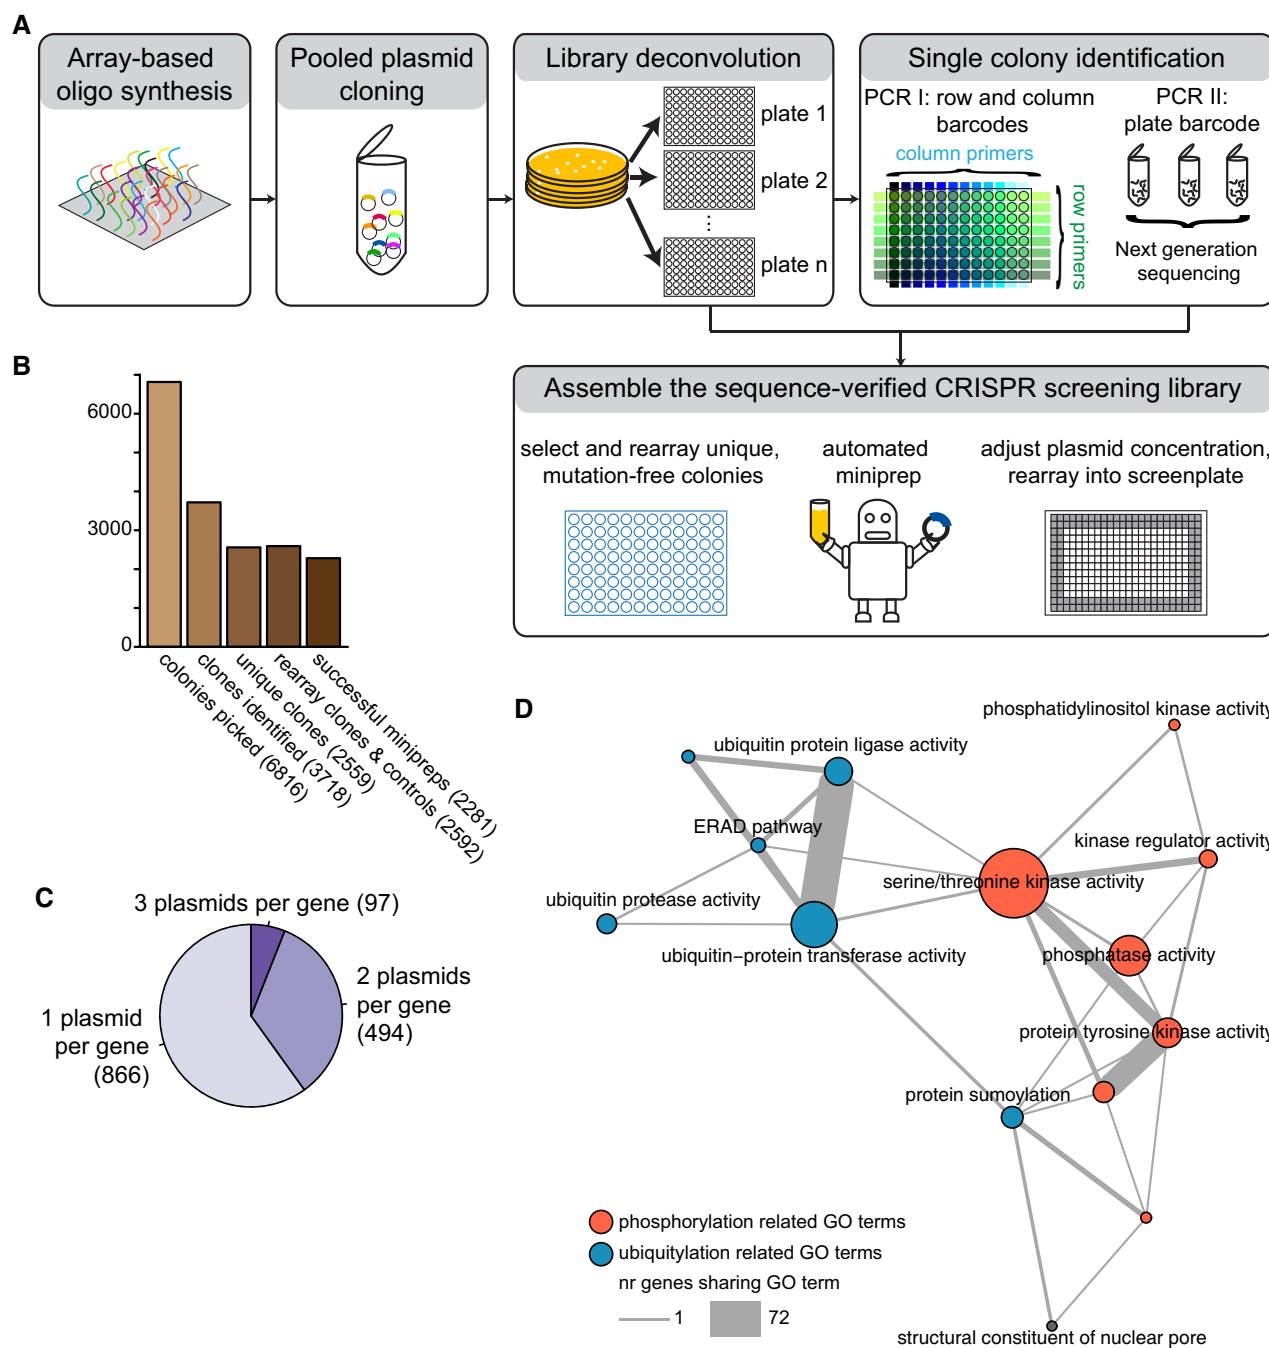 A
Array-based
oligo synthesis
Pooled plasmid
cloning
Library deconvolution
plate 1
plate 2
...
plate n
Single colony identification
PCR I: row and column
barcodes
column primers
row primers
PCR II:
plate barcode
Next generation
sequencing
Assemble the sequence-verified CRISPR screening library
select and rearray unique,
mutation-free colonies
automated
miniprep
adjust plasmid concentration,
rearray into screenplate
B
6000
3000
0
colonies picked (6816)
clones identified (3718)
unique clones (2559)
rearray clones & controls (2592)
successful minipreps (2281)
C
3 plasmids per gene (97)
2 plasmids
per gene
(494)
1 plasmid
per gene
(866)
D
phosphatidylinositol kinase activity
ubiquitin protein ligase activity
ERAD pathway
kinase regulator activity
serine/threonine kinase activity
ubiquitin protease activity
ubiquitin−protein transferase activity
phosphatase activity
protein tyrosine kinase activity
protein sumoylation
phosphorylation related GO terms
ubiquitylation related GO terms
nr genes sharing GO term
1
72
structural constituent of nuclear pore